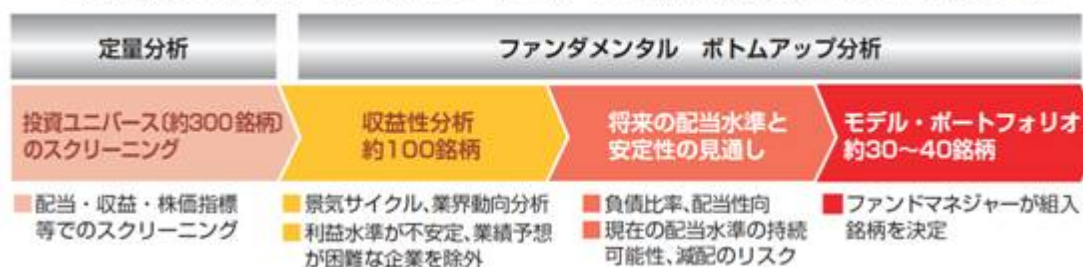 定量分析
ファンダメンタル ボトムアップ分析
投資ユニバース(約300銘柄)
のスクリーニング
収益性分析
約100銘柄
将来の配当水準と
安定性の見通し
モデル・ポートフォリオ
約30〜40銘柄
配当・収益・株価指標
等でのスクリーニング
景気サイクル、業界動向分析
利益水準が不安定、業績予想
が困難な企業を除外
負債比率、配当性向
現在の配当水準の持続
可能性、減配のリスク
ファンドマネジャーが組入
銘柄を決定